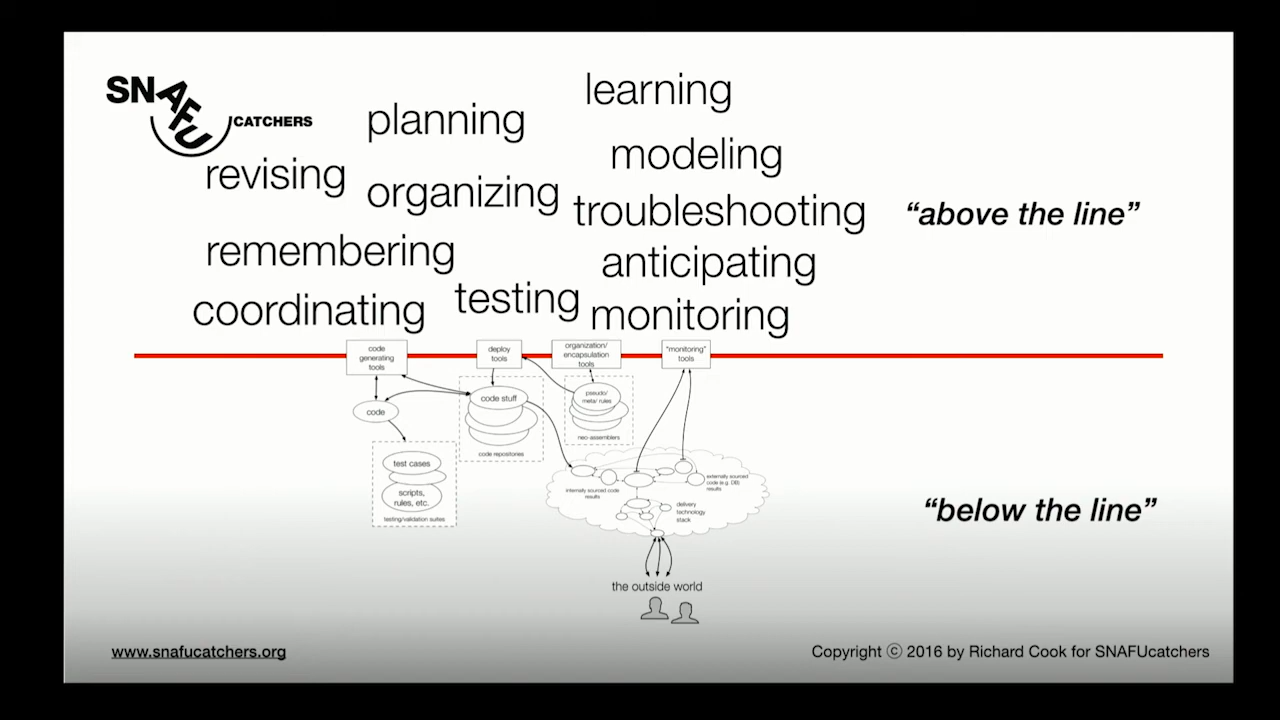 SNAFU CATCHERS
learning
planning
modeling
revising
organizing
troubleshooting
“above the line”
remembering
anticipating
coordinating
testing
monitoring
code
generating
tools
deploy
tools
organization/
encapsulation
tools
“monitoring”
tools
code
code stuff
code repositories
pseudo/
meta/ rules
neo-assemblers
test cases
scripts,
rules, etc.
testing/validation suites
internally sourced code
results
externally sourced
code (e.g. DB)
results
delivery
technology
stack
“below the line”
the outside world
www.snafucatchers.org
Copyright ⓒ 2016 by Richard Cook for SNAFUcatchers